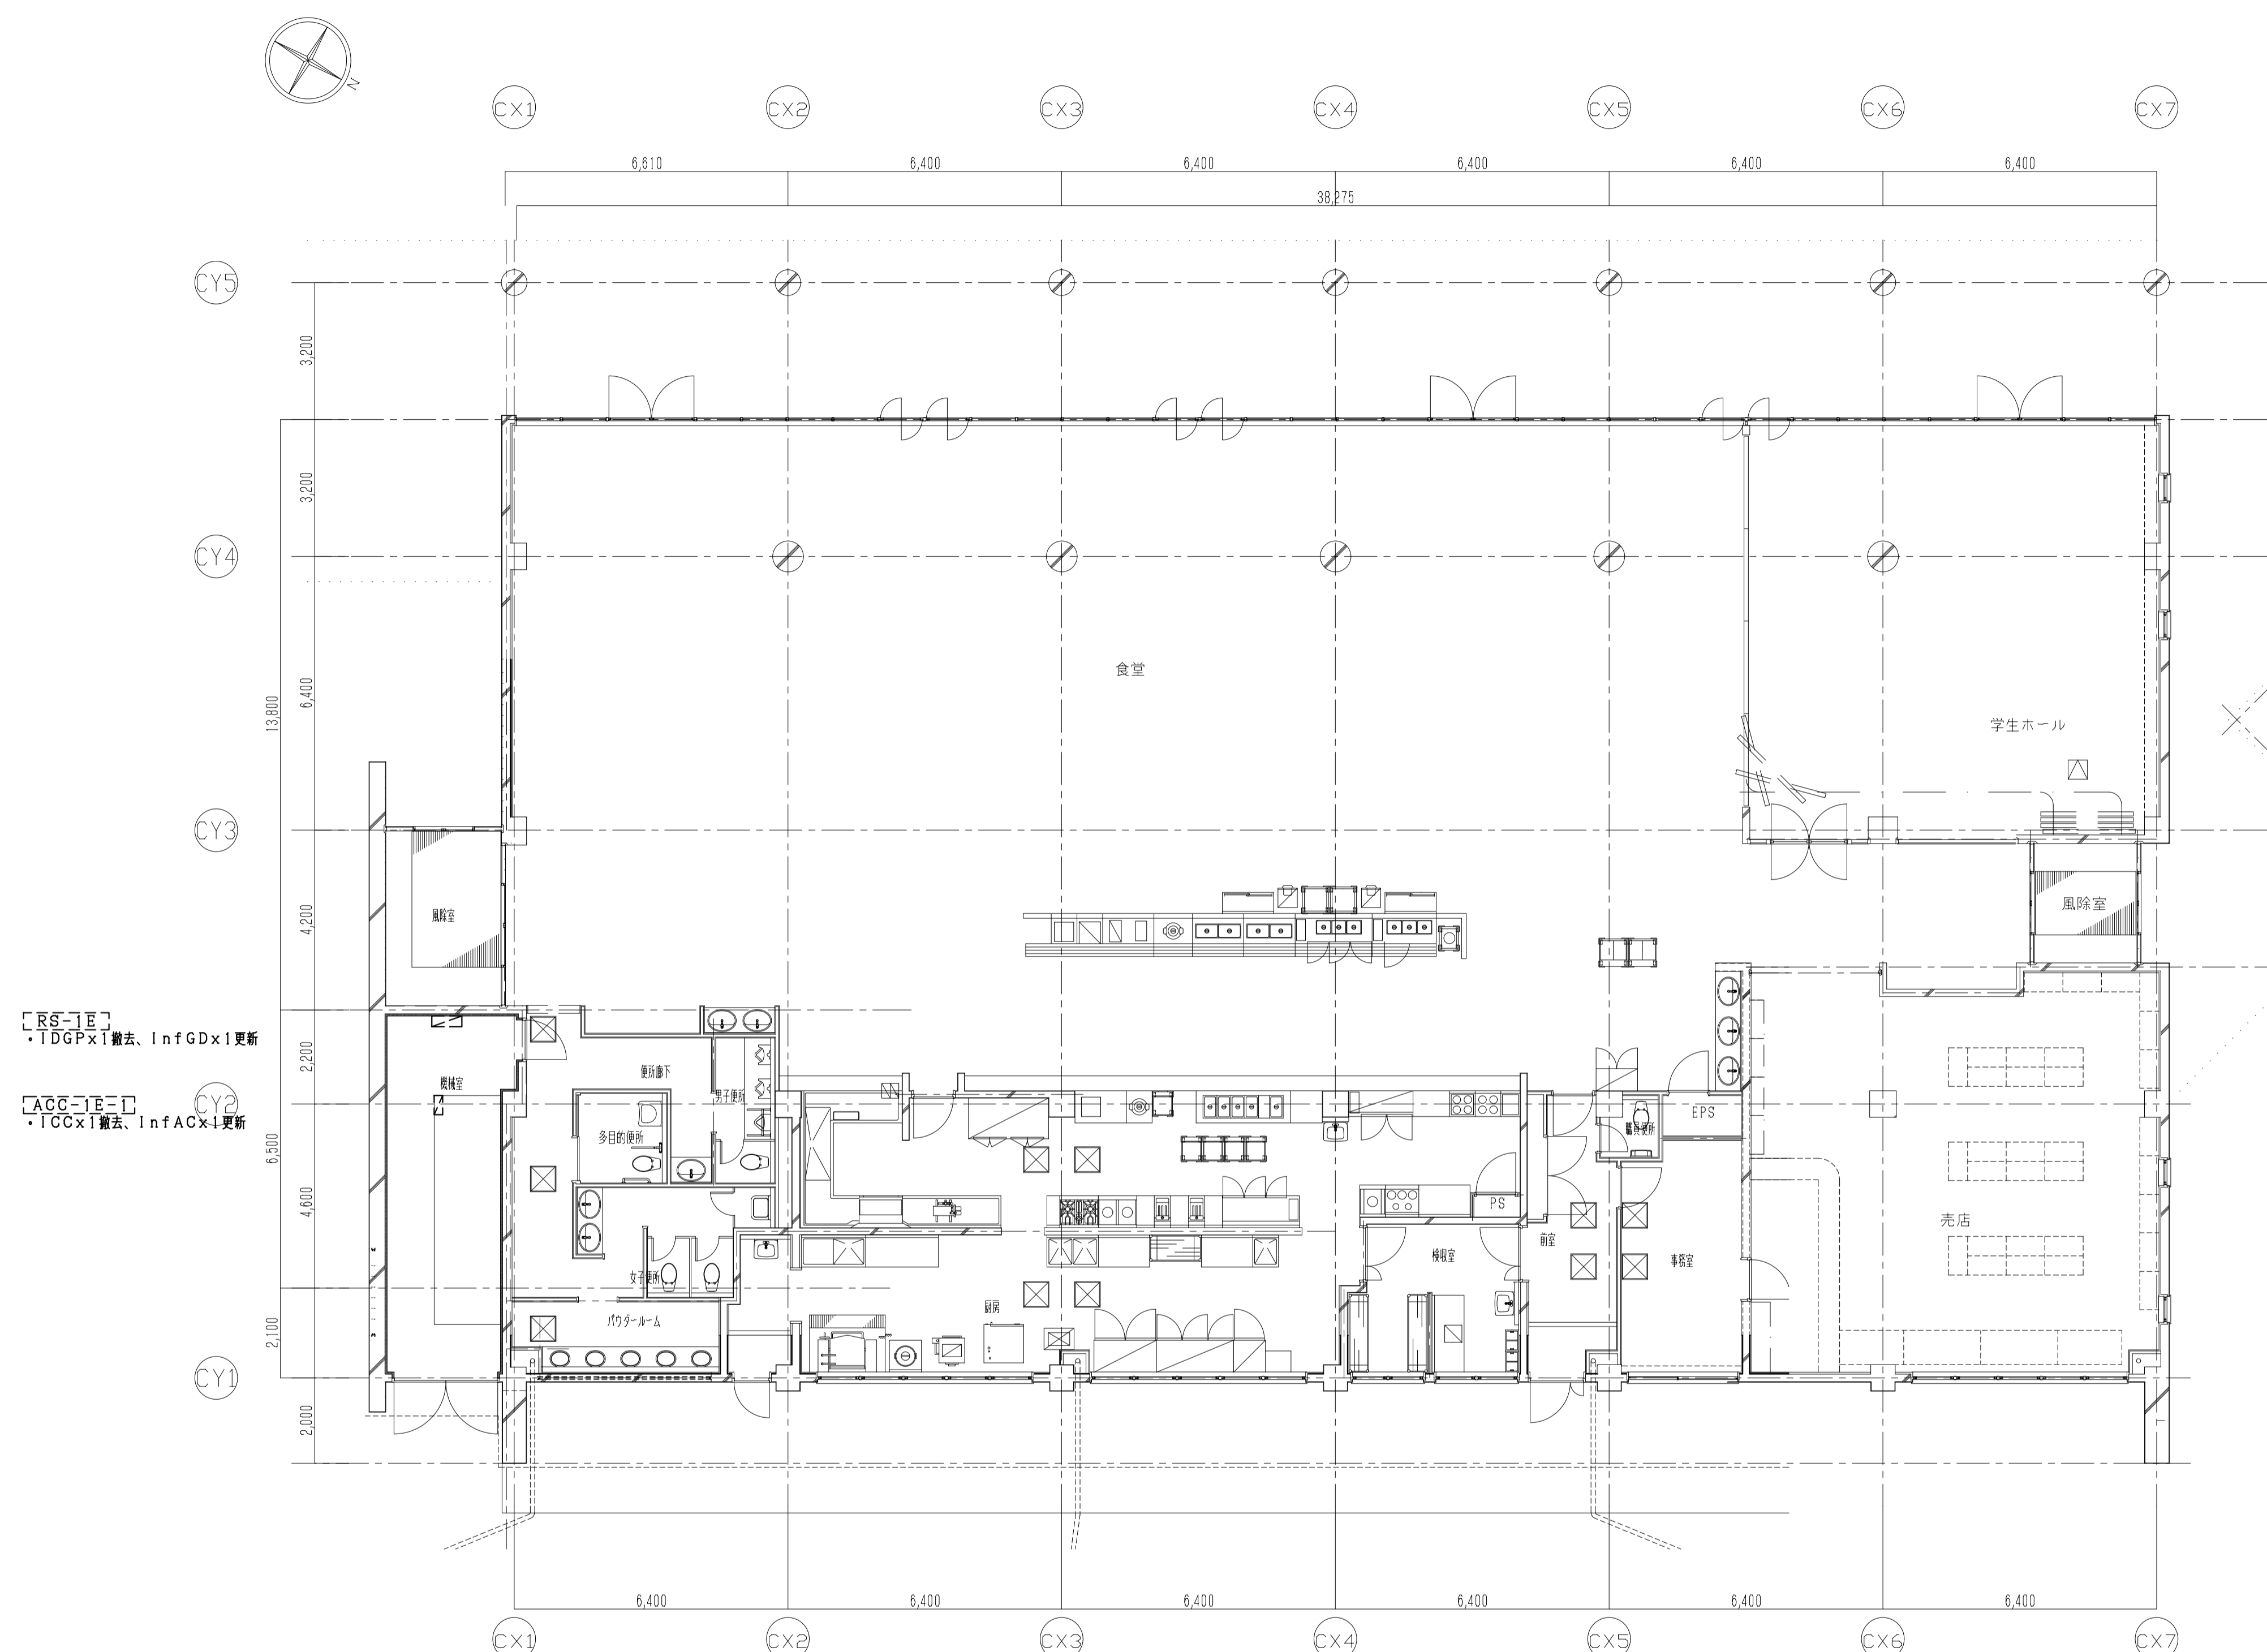 N
CX1 CX2 CX3 CX4 CX5 CX6 CX7
6,610 6,400 6,400 6,400 6,400 6,400
38,275
CY5
3,200
3,200
CY4
食堂
6,400
13,800
学生ホール
CY3
風除室
4,200
風除室
RS-1E
・IDGPx1撤去、InfGDx1更新
2,200
便所廊下
機械室
男子便所
ACC-1E-1
・ICCx1撤去、InfACx1更新
CY2
EPS
職員便所
多目的便所
6,500
4,600
PS
売店
前室
検収室
事務室
女子便所
厨房
パウダールーム
2,100
CY1
2,000
6,400 6,400 6,400 6,400 6,400 6,400
CX1 CX2 CX3 CX4 CX5 CX6 CX7